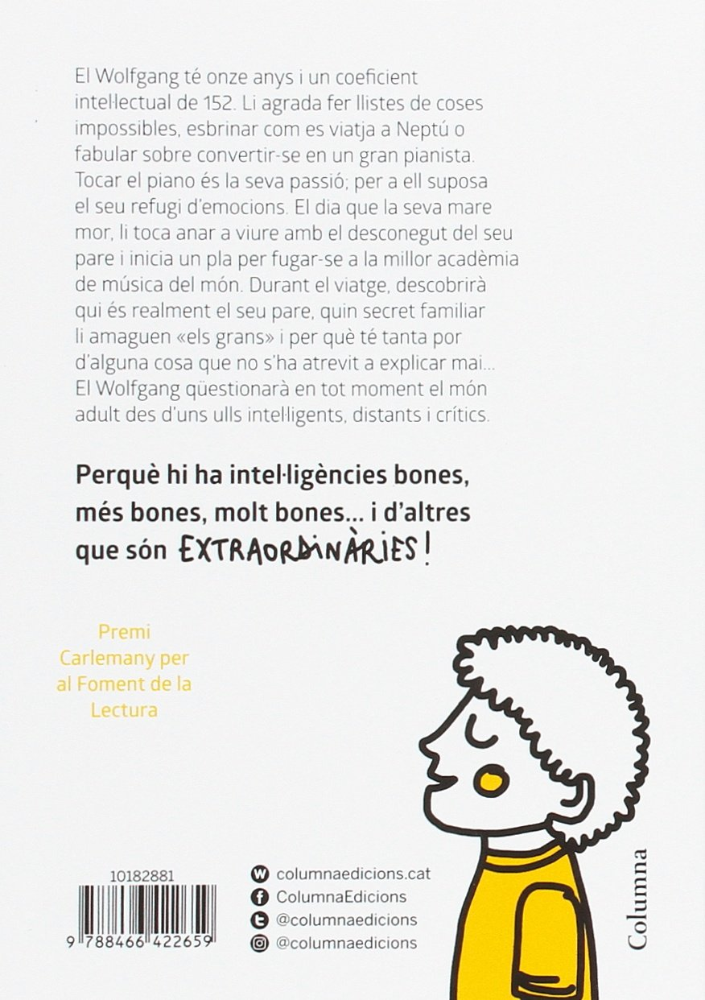 El Wolfgang té onze anys i un coeficient
intel·lectual de 152. Li agrada fer llistes de coses
impossibles, esbrinar com es viatja a Neptú o
fabular sobre convertir-se en un gran pianista.
Tocar el piano és la seva passió; per a ell suposa
el seu refugi d'emocions. El dia que la seva mare
mor, li toca anar a viure amb el desconegut del seu
pare i inicia un pla per fugar-se a la millor acadèmia
de música del món. Durant el viatge, descobrirà
qui és realment el seu pare, quin secret familiar
li amaguen «els grans» i per què té tanta por
d'alguna cosa que no s'ha atrevit a explicar mai...
El Wolfgang qüestionarà en tot moment el món
adult des d'uns ulls intel·ligents, distants i crítics.
Perquè hi ha intel·ligències bones,
més bones, molt bones... i d'altres
que són EXTRAORDINÀRIES!
Premi
Carlemany per
al Foment de la
Lectura
10182881
9 788466 422659
columnaedicions.cat
ColumnaEdicions
@columnaedicions
@columnaedicions
Columna